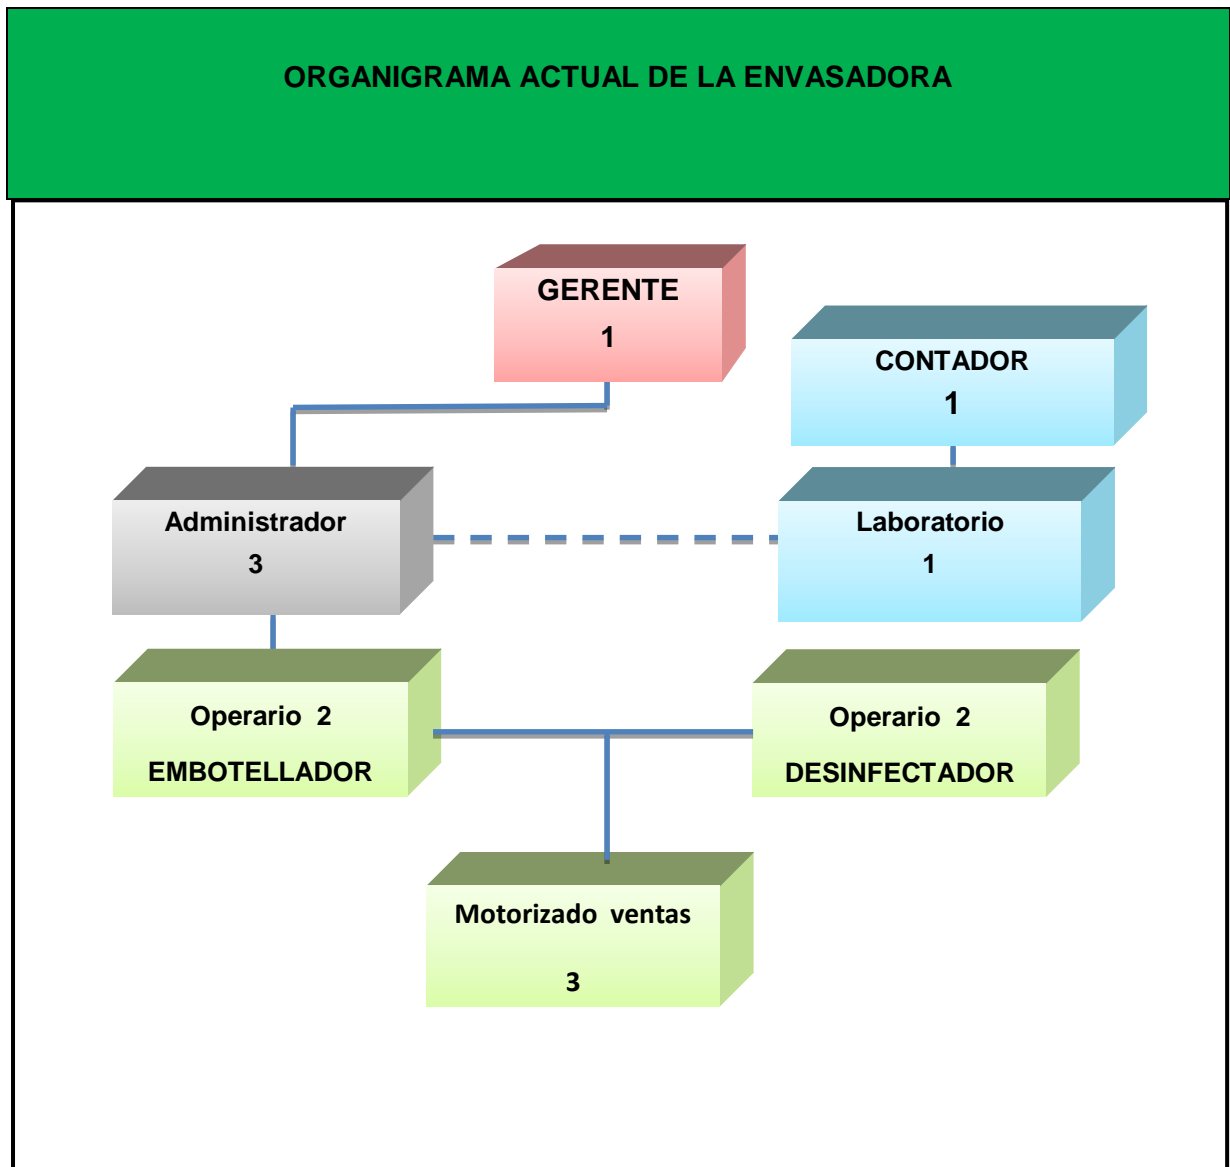 ORGANIGRAMA ACTUAL DE LA ENVASADORA
GERENTE
1
CONTADOR
1
Administrador
3
Laboratorio
1
Operario 2
EMBOTELLADOR
Operario 2
DESINFECTADOR
Motorizado ventas
3